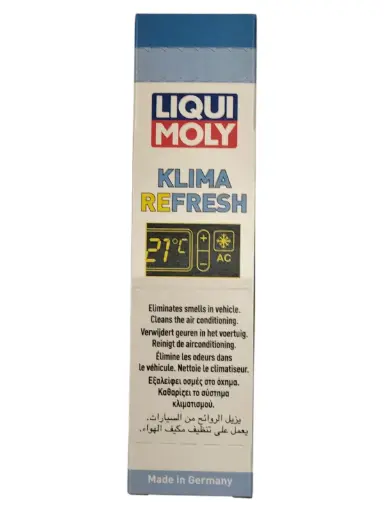 LIQUI
MOLY
KLIMA
REFRESH
21°C
+
−
AC
Eliminates smells in vehicle.
Cleans the air conditioning.
Verwijdert geuren in het voertuig.
Reinigt de airconditioning.
Élimine les odeurs dans
le véhicule. Nettoie le climatiseur.
Εξαλείφει οσμές στο όχημα.
Καθαρίζει το σύστημα
κλιματισμού.
يزيل الروائح من السيارات.
يعمل على تنظيف مكيف الهواء.
Made in Germany